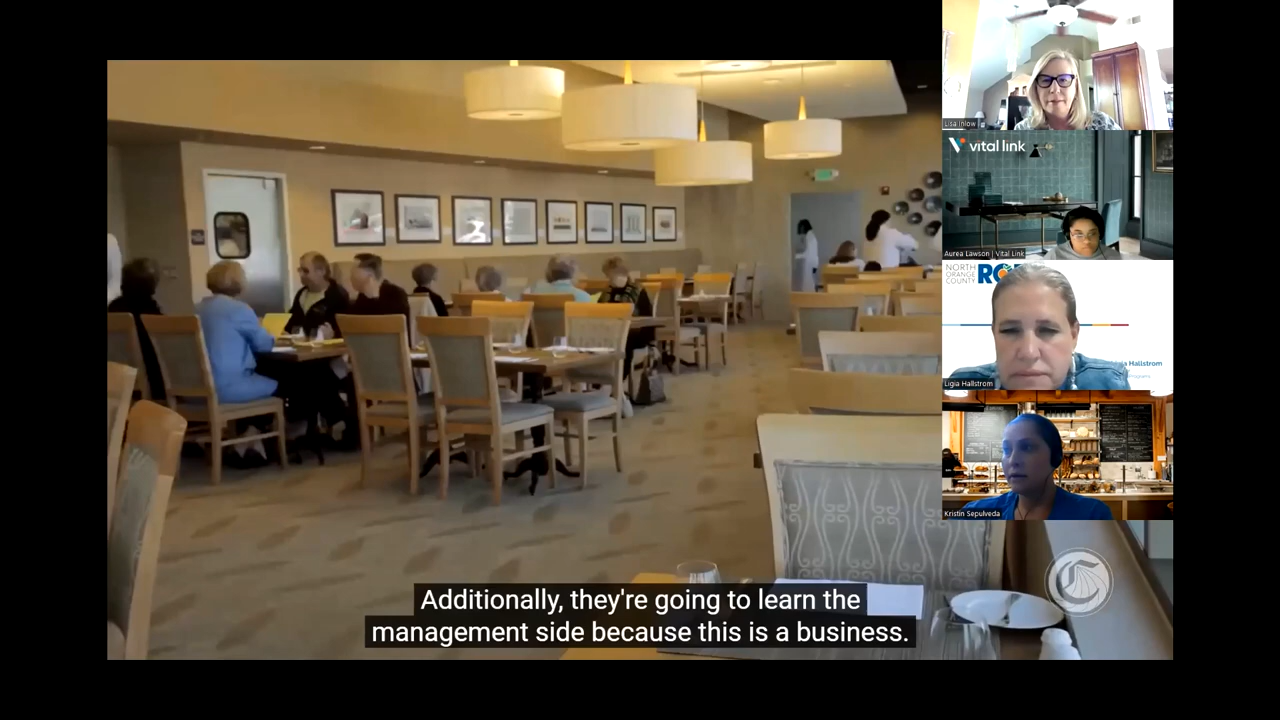 Lisa Inlow
vital link
Aurea Lawson | Vital Link
NORTH
ORANGE
COUNTY
Hallstrom
Ligia Hallstrom
Kristin Sepulveda
Additionally, they're going to learn the
management side because this is a business.